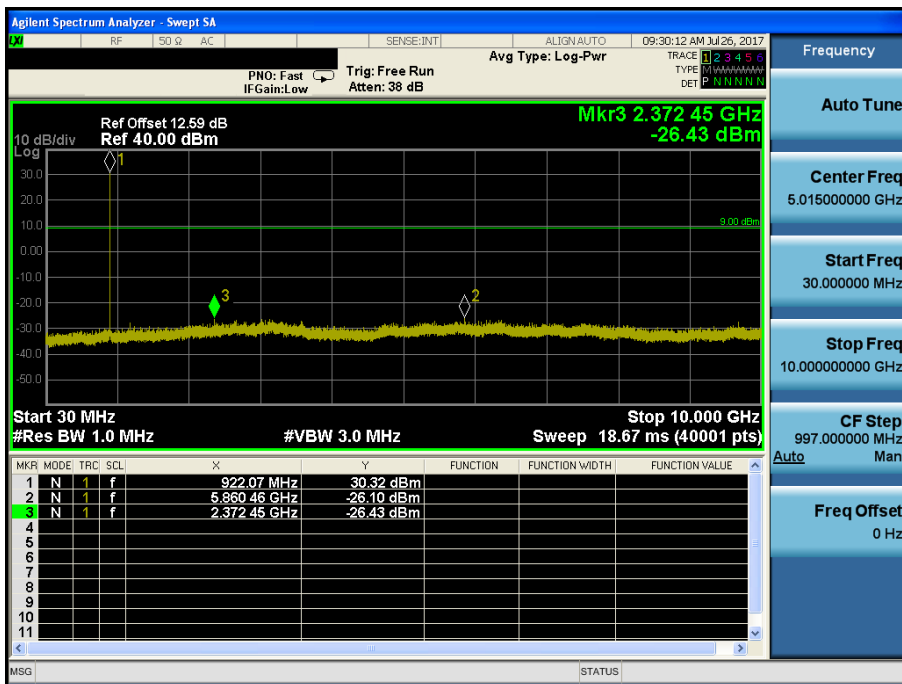 Agilent Spectrum Analyzer - Swept SA
LXI RF 50 Ω AC SENSE:INT ALIGN AUTO 09:30:12 AM Jul 26, 2017
Avg Type: Log-Pwr
TRACE 1 2 3 4 5 6
TYPE M WWWWW
DET P N N N N N
PNO: Fast Trig: Free Run
IFGain:Low Atten: 38 dB
Frequency
Auto Tune
Center Freq
5.015000000 GHz
Start Freq
30.000000 MHz
Stop Freq
10.000000000 GHz
CF Step
997.000000 MHz
Auto Man
Freq Offset
0 Hz
Mkr3 2.372 45 GHz
-26.43 dBm
Ref Offset 12.59 dB
10 dB/div Ref 40.00 dBm
Log
30.0
20.0
10.0
0.00
-10.0
-20.0
-30.0
-40.0
-50.0
1
2
3
9.00 dBm
Start 30 MHz Stop 10.000 GHz
#Res BW 1.0 MHz #VBW 3.0 MHz Sweep 18.67 ms (40001 pts)
MKR MODE TRC SCL X Y FUNCTION FUNCTION WIDTH FUNCTION VALUE
1 N 1 f 922.07 MHz 30.32 dBm
2 N 1 f 5.860 46 GHz -26.10 dBm
3 N 1 f 2.372 45 GHz -26.43 dBm
4
5
6
7
8
9
10
11
MSG STATUS